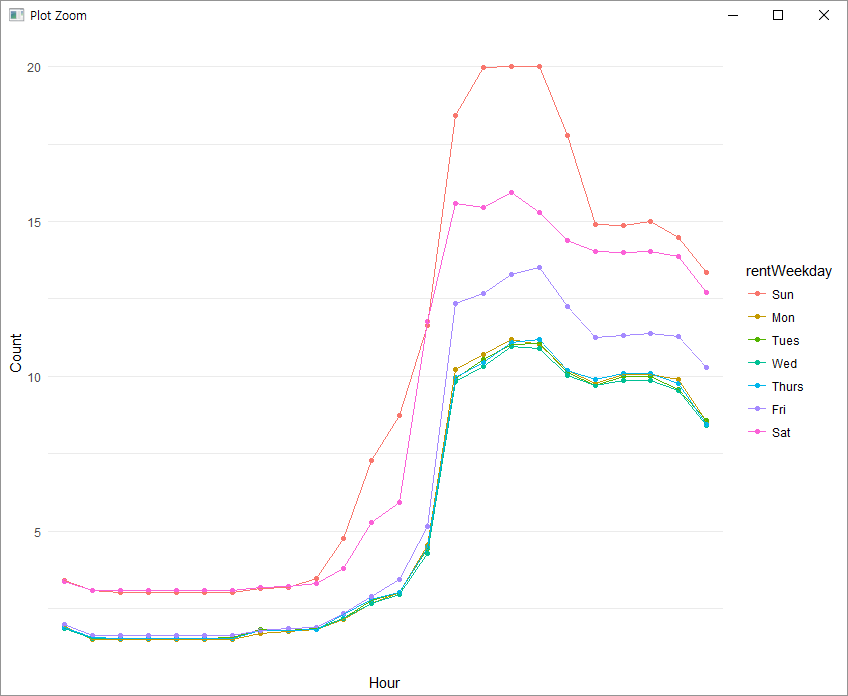 Plot Zoom
20
15
10
5
Count
Hour
rentWeekday
Sun
Mon
Tues
Wed
Thurs
Fri
Sat